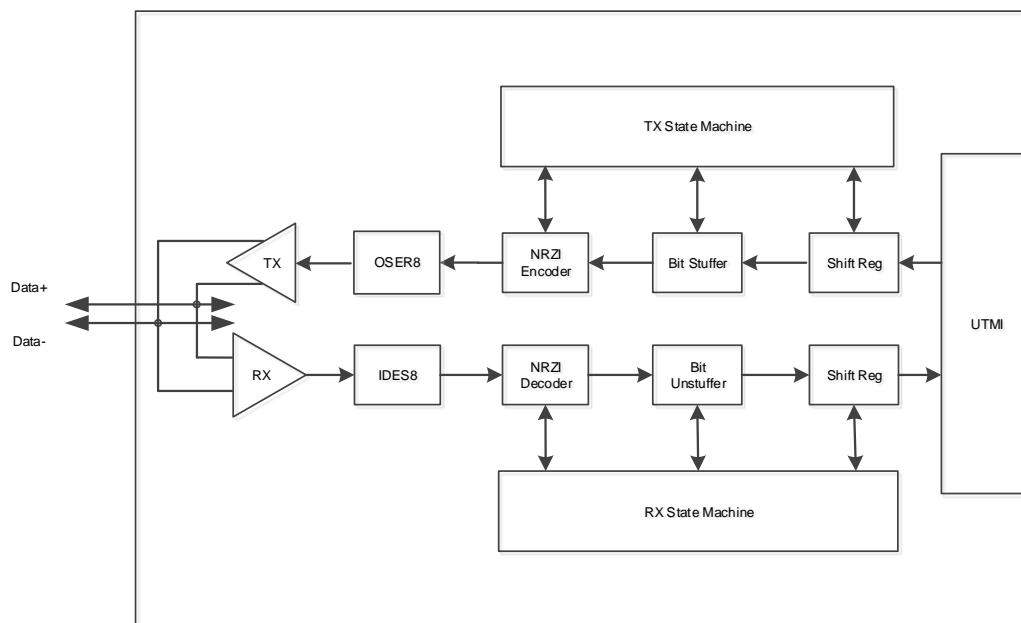 TX State Machine
TX
OSER8
NRZI
Encoder
Bit Stuffer
Shift Reg
Data+
Data-
UTMI
RX
IDES8
NRZI
Decoder
Bit
Unstuffer
Shift Reg
RX State Machine